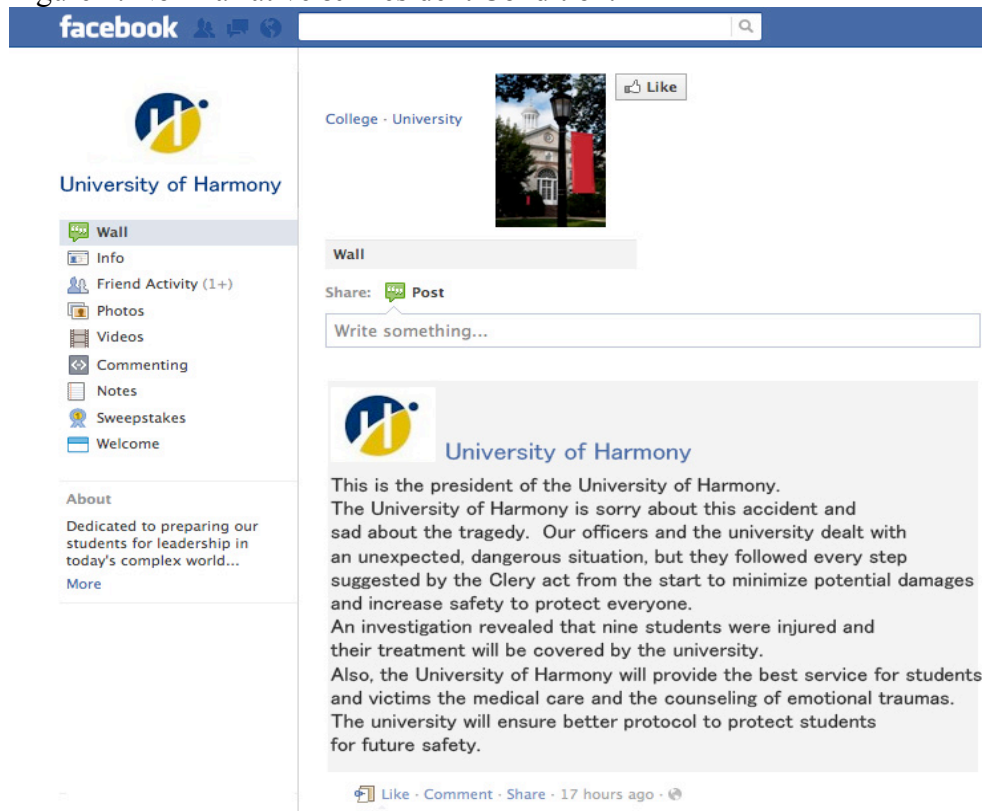 facebook
University of Harmony
Wall
Info
Friend Activity (1+)
Photos
Videos
Commenting
Notes
Sweepstakes
Welcome
About
Dedicated to preparing our
students for leadership in
today's complex world...
More
College · University
Like
Wall
Share: Post
Write something...
University of Harmony
This is the president of the University of Harmony.
The University of Harmony is sorry about this accident and
sad about the tragedy. Our officers and the university dealt with
an unexpected, dangerous situation, but they followed every step
suggested by the Clery act from the start to minimize potential damages
and increase safety to protect everyone.
An investigation revealed that nine students were injured and
their treatment will be covered by the university.
Also, the University of Harmony will provide the best service for students
and victims the medical care and the counseling of emotional traumas.
The university will ensure better protocol to protect students
for future safety.
Like · Comment · Share · 17 hours ago ·